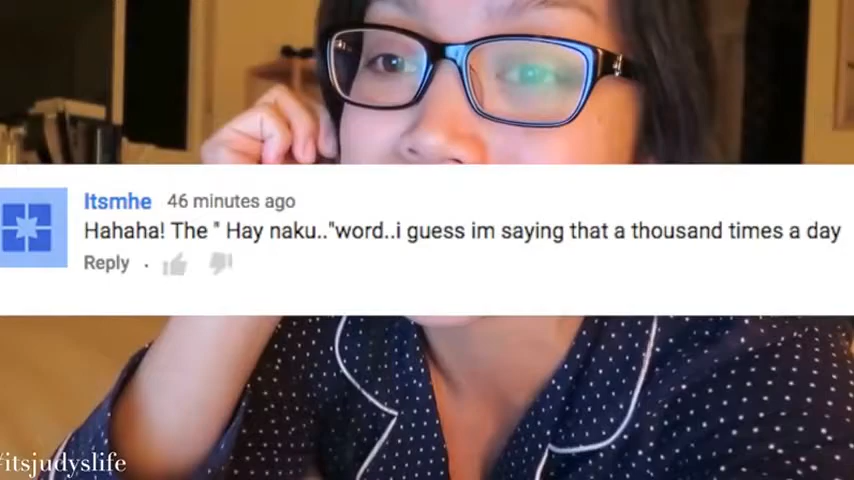 Itsmhe 46 minutes ago
Hahaha! The " Hay naku.."word..i guess im saying that a thousand times a day
Reply .
/itsjudyslife